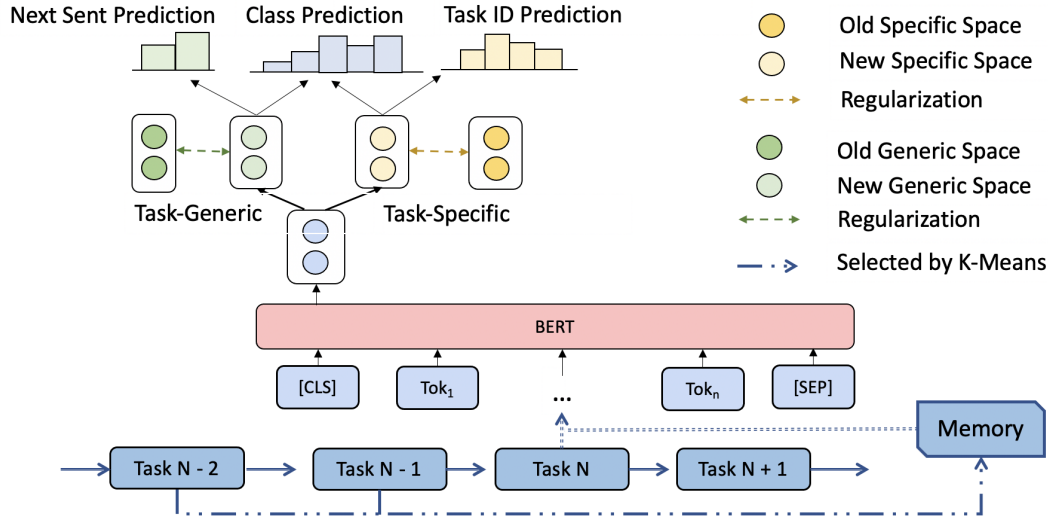 Next Sent Prediction
Class Prediction
Task ID Prediction
Old Specific Space
New Specific Space
Regularization
Old Generic Space
New Generic Space
Regularization
Selected by K-Means
Task-Generic
Task-Specific
BERT
[CLS]
Tok1
...
Tokn
[SEP]
Memory
Task N - 2
Task N - 1
Task N
Task N + 1